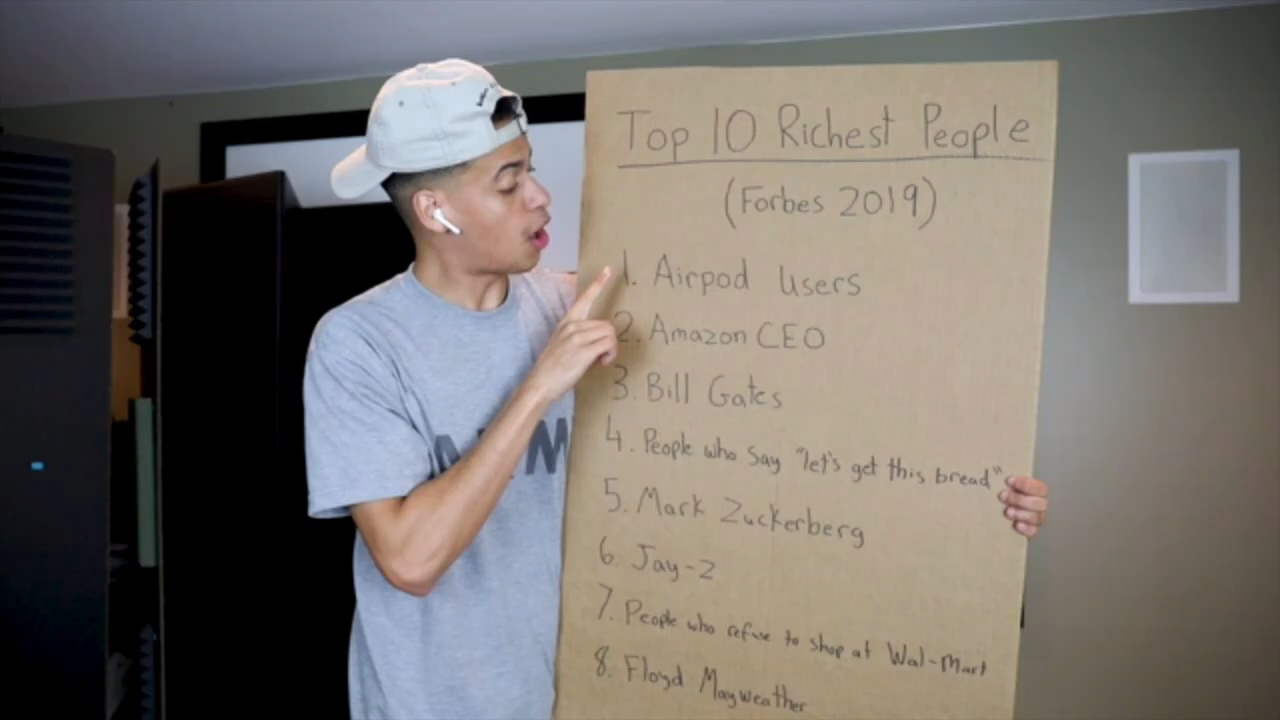 Top 10 Richest People
(Forbes 2019)
1. Airpod Users
2. Amazon CEO
3. Bill Gates
4. People who say "let's get this bread"
5. Mark Zuckerberg
6. Jay-Z
7. People who refuse to shop at Wal-Mart
8. Floyd Mayweather